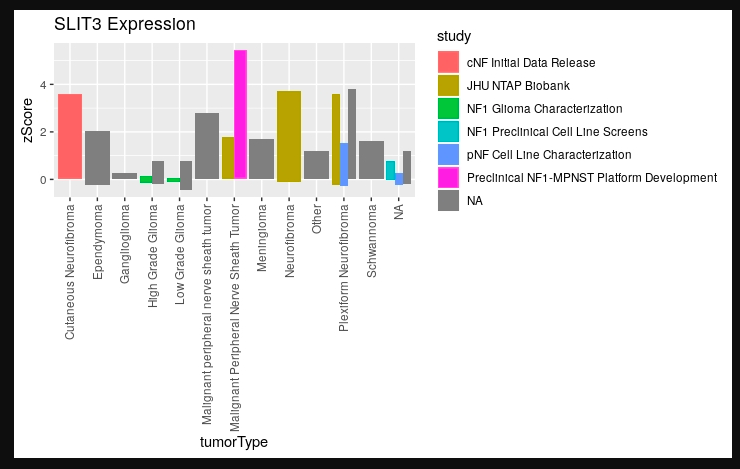 SLIT3 Expression
zScore
4
2
0
Cutaneous Neurofibroma
Ependymoma
Ganglioglioma
High Grade Glioma
Low Grade Glioma
Malignant peripheral nerve sheath tumor
Malignant Peripheral Nerve Sheath Tumor
Meningioma
Neurofibroma
Other
Plexiform Neurofibroma
Schwannoma
NA
tumorType
study
cNF Initial Data Release
JHU NTAP Biobank
NF1 Glioma Characterization
NF1 Preclinical Cell Line Screens
pNF Cell Line Characterization
Preclinical NF1-MPNST Platform Development
NA